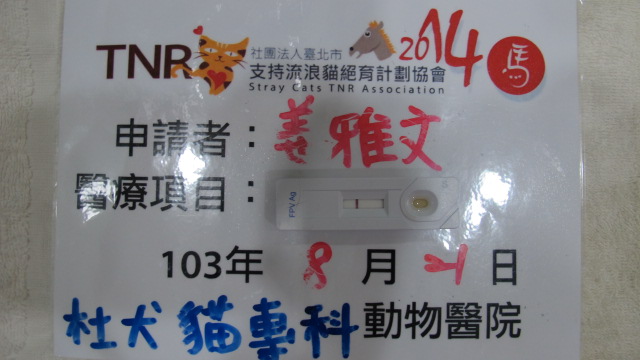 TNR 社團法人臺北市 2014 馬
支持流浪貓絕育計劃協會
Stray Cats TNR Association
申請者：姜雅文
醫療項目：
FPV Ag
103年 8 月 21 日
杜犬貓專科動物醫院